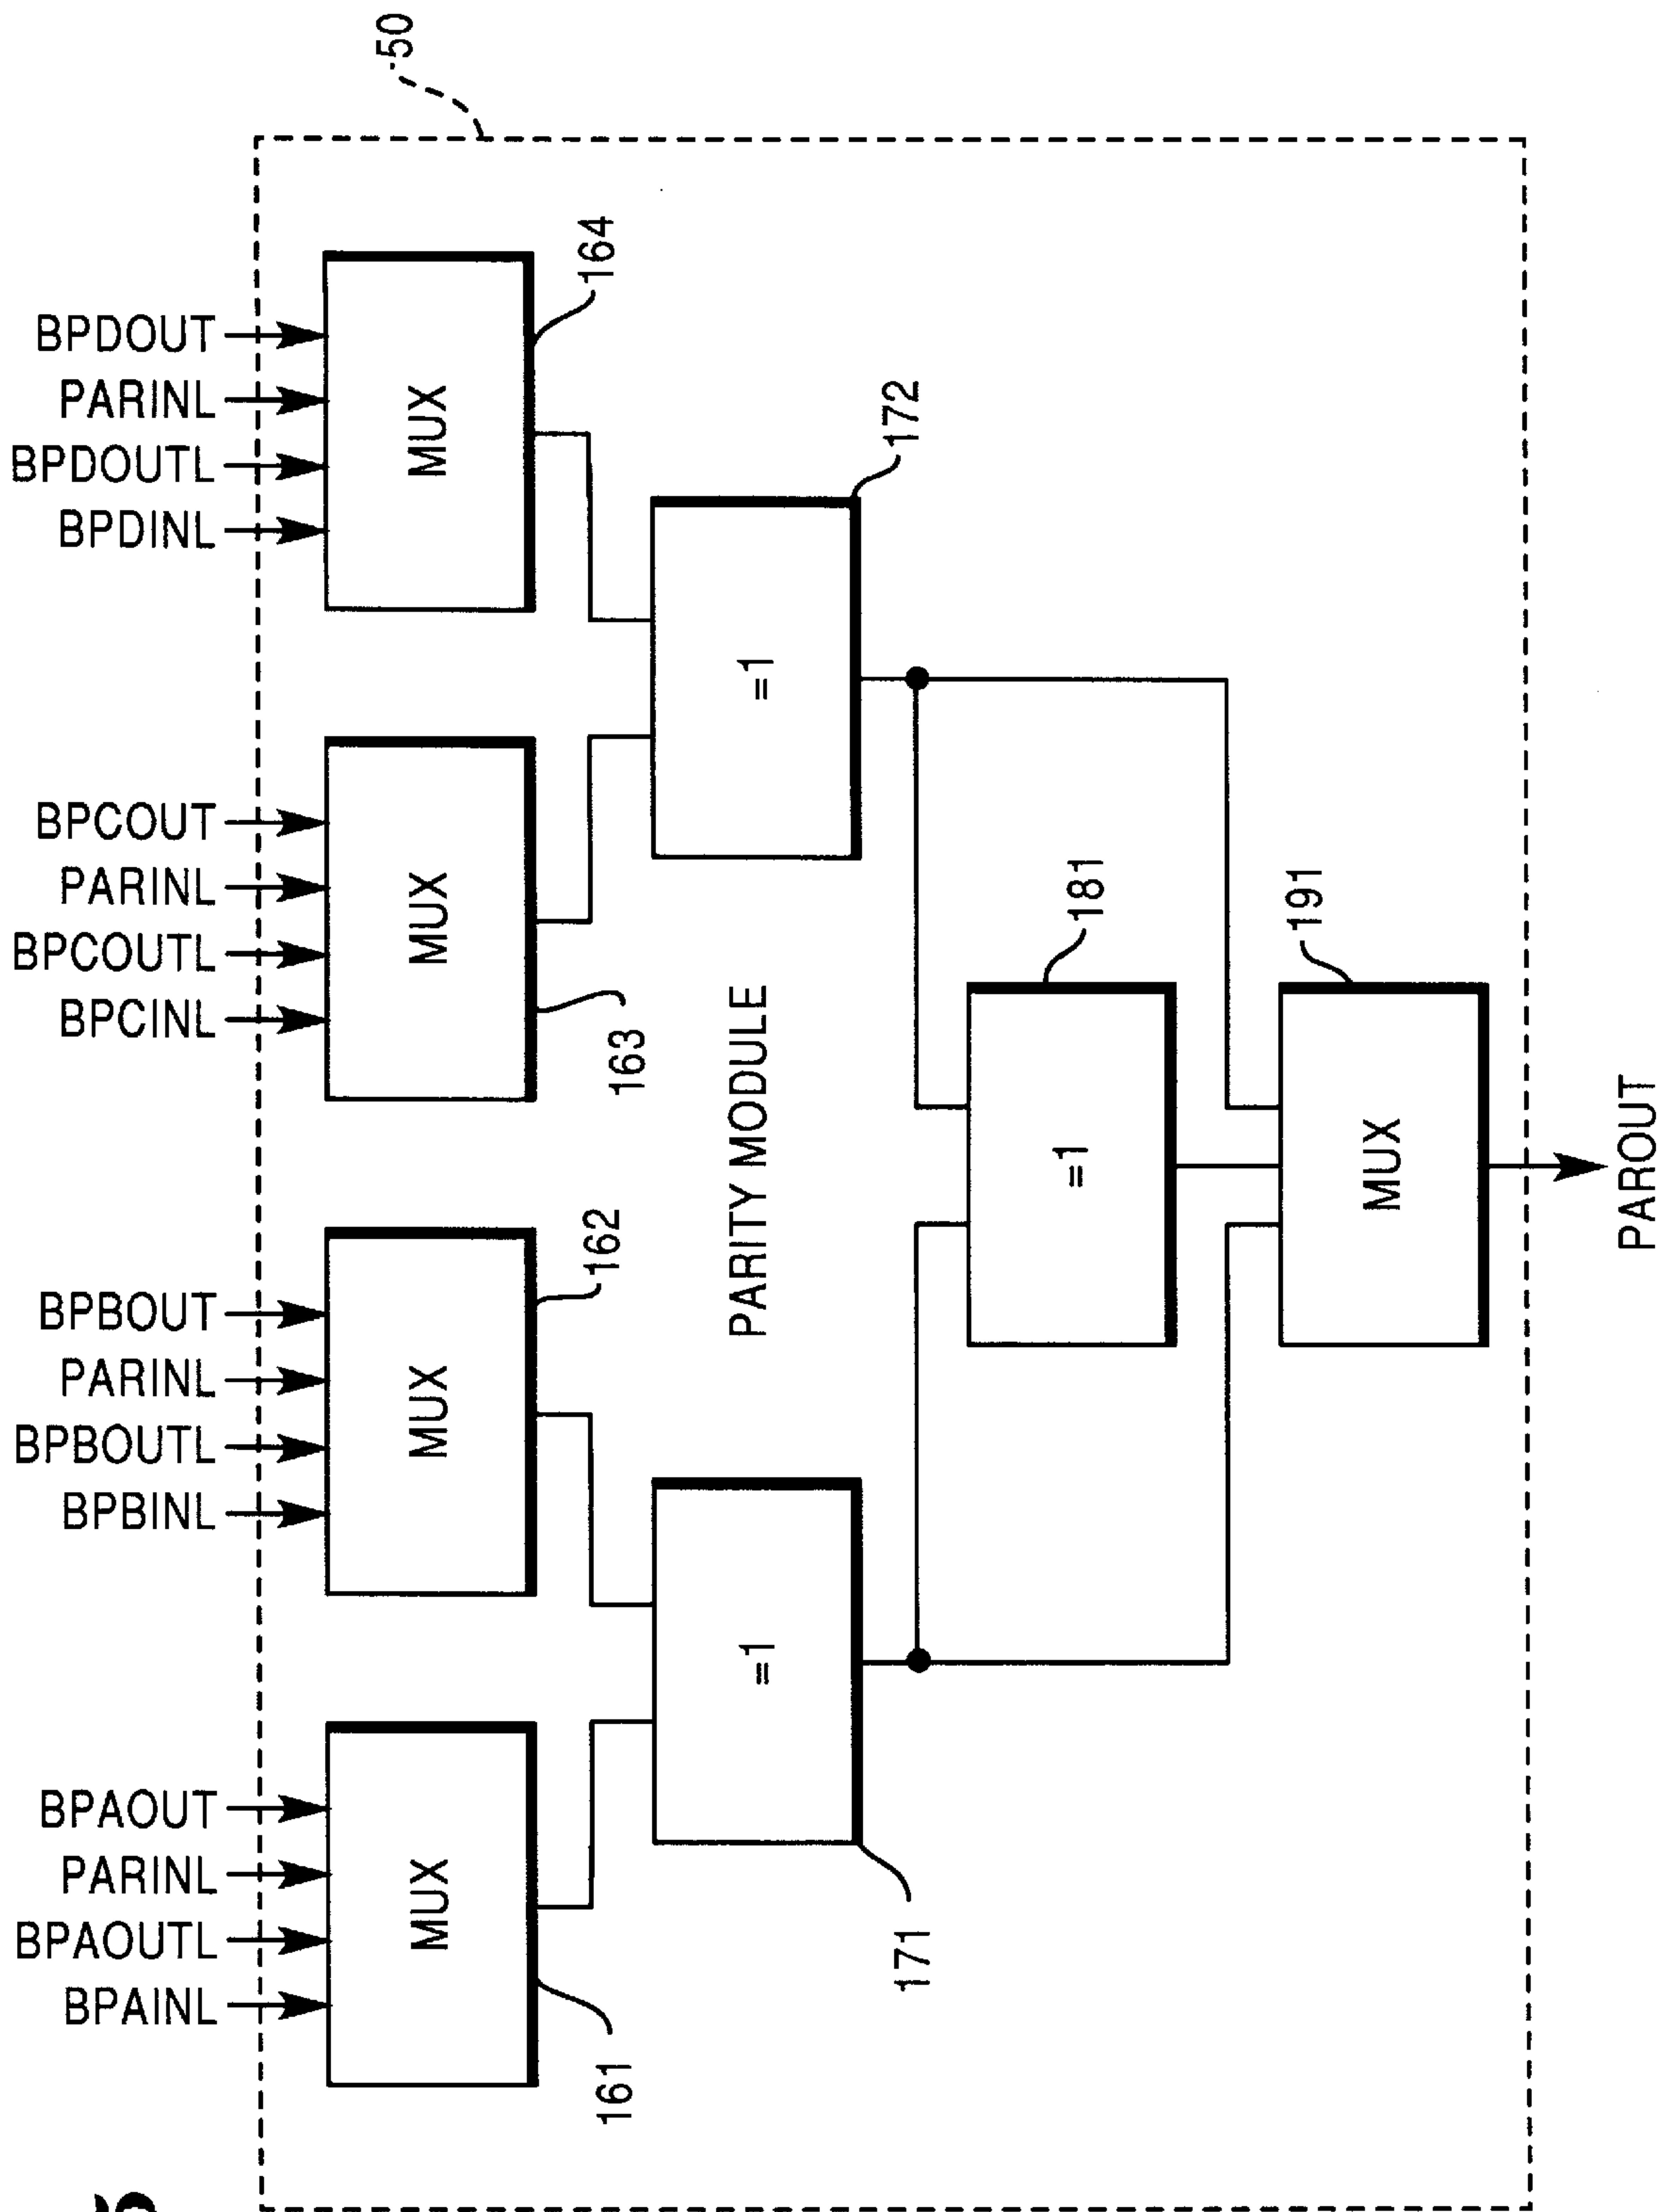 50
BPAINL
BPAOUTL
PARINL
BPAOUT
BPBINL
BPBOUTL
PARINL
BPBOUT
BPCINL
BPCOUTL
PARINL
BPCOUT
BPDINL
BPDOUTL
PARINL
BPDOUT
MUX
MUX
MUX
MUX
161
162
163
164
PARITY MODULE
=1
=1
171
172
=1
181
MUX
191
PAROUT